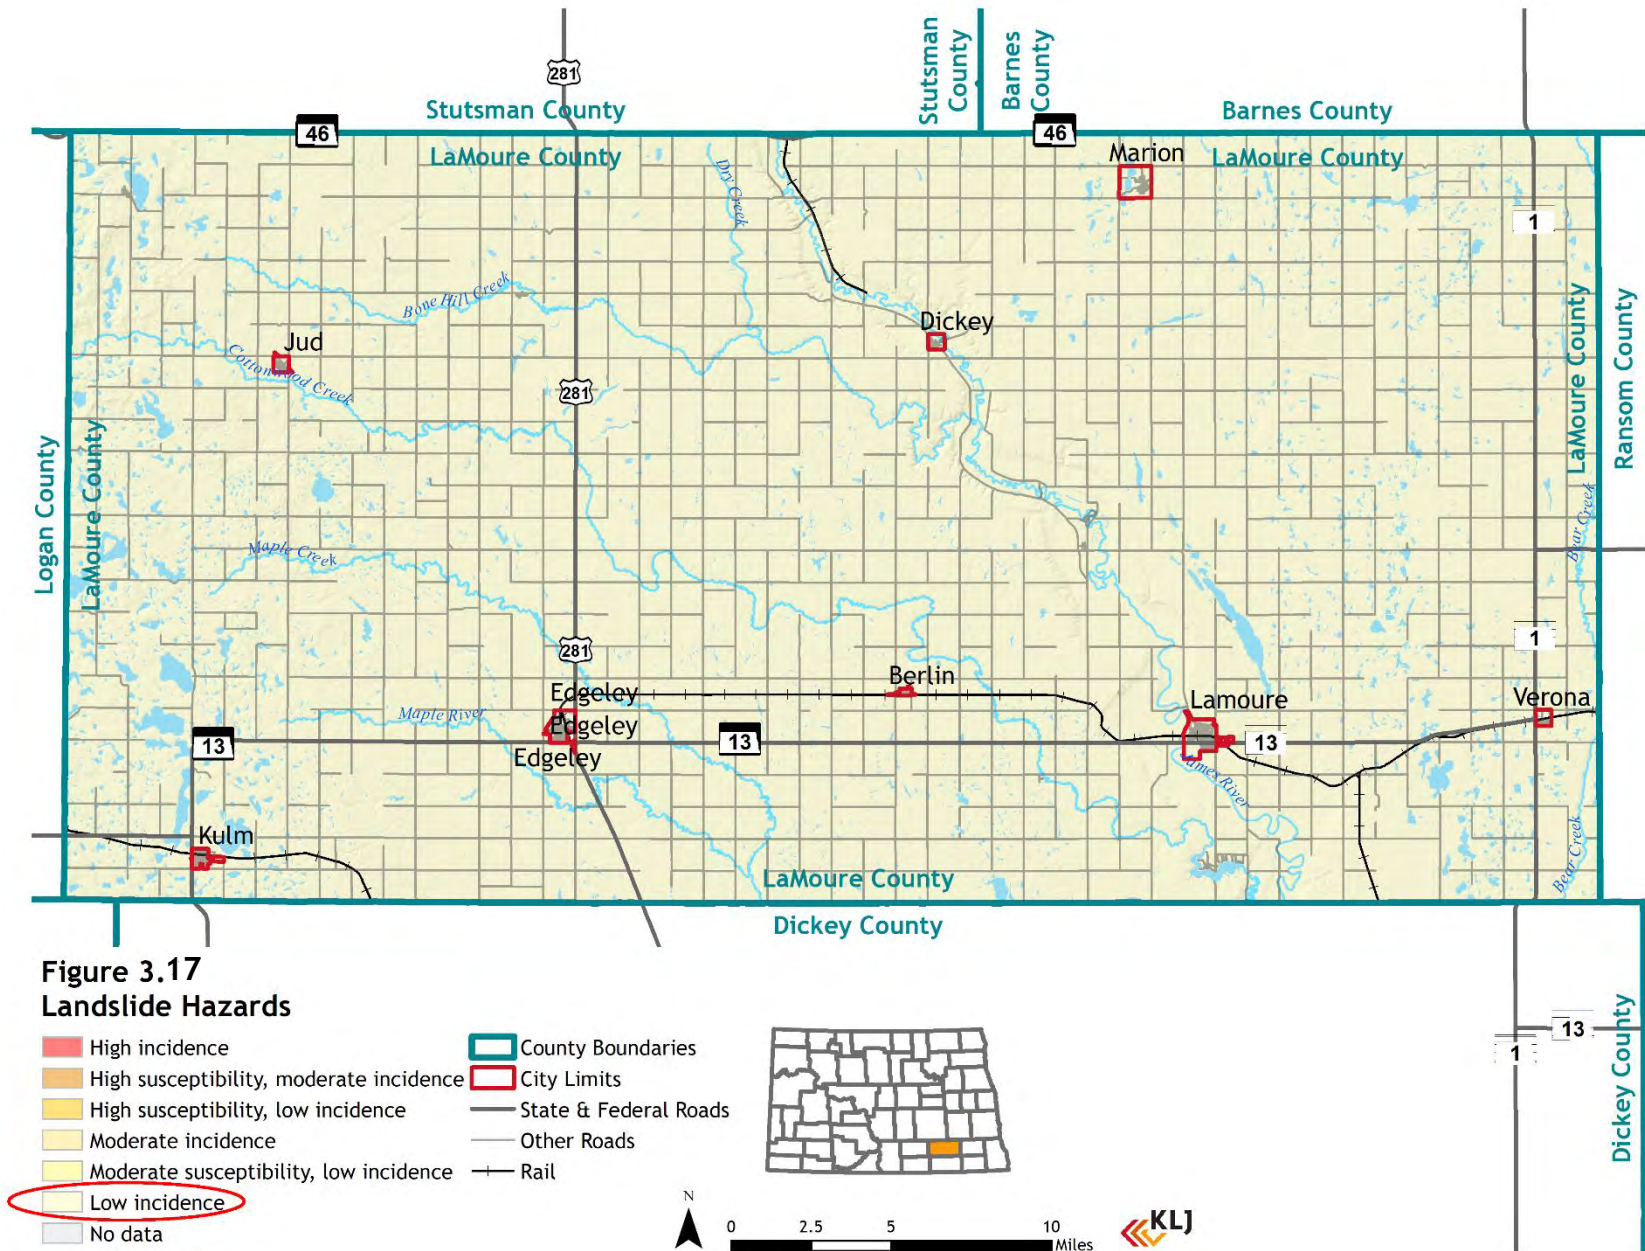 281
Stutsman
County
Barnes
County
Stutsman County
Barnes County
46
46
LaMoure County
Marion
LaMoure County
Dry Creek
1
Bone Hill Creek
Dickey
Jud
Cottonwood Creek
281
LaMoure County
Ransom County
Logan County
LaMoure County
Bear Creek
Maple Creek
281
1
Berlin
Edgeley
Edgeley
Edgeley
Maple River
Lamoure
Verona
13
13
13
James River
Kulm
Bear Creek
LaMoure County
Dickey County
Figure 3.17
Landslide Hazards
High incidence
High susceptibility, moderate incidence
High susceptibility, low incidence
Moderate incidence
Moderate susceptibility, low incidence
Low incidence
No data
County Boundaries
City Limits
State & Federal Roads
Other Roads
Rail
N
0 2.5 5 10
Miles
KLJ
13
1
Dickey County